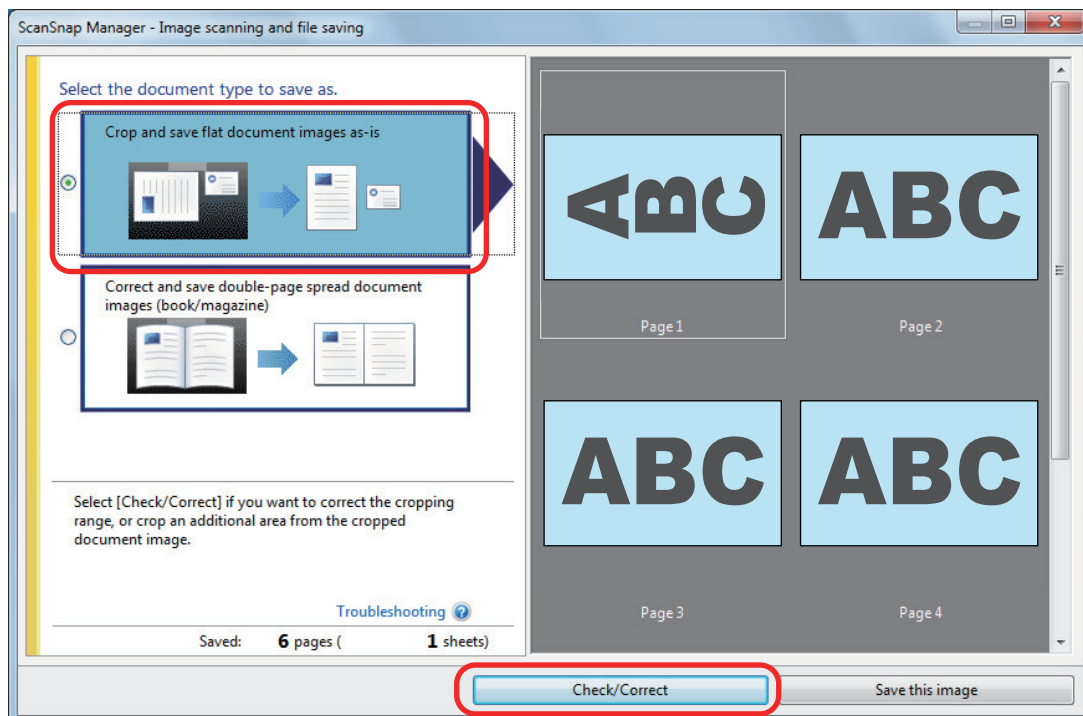 ScanSnap Manager - Image scanning and file saving
Select the document type to save as.
Crop and save flat document images as-is
Correct and save double-page spread document
images (book/magazine)
Select [Check/Correct] if you want to correct the cropping
range, or crop an additional area from the cropped
document image.
Troubleshooting ?
Saved: 6 pages ( 1 sheets)
ABC
ABC
Page 1
Page 2
ABC
ABC
Page 3
Page 4
Check/Correct
Save this image